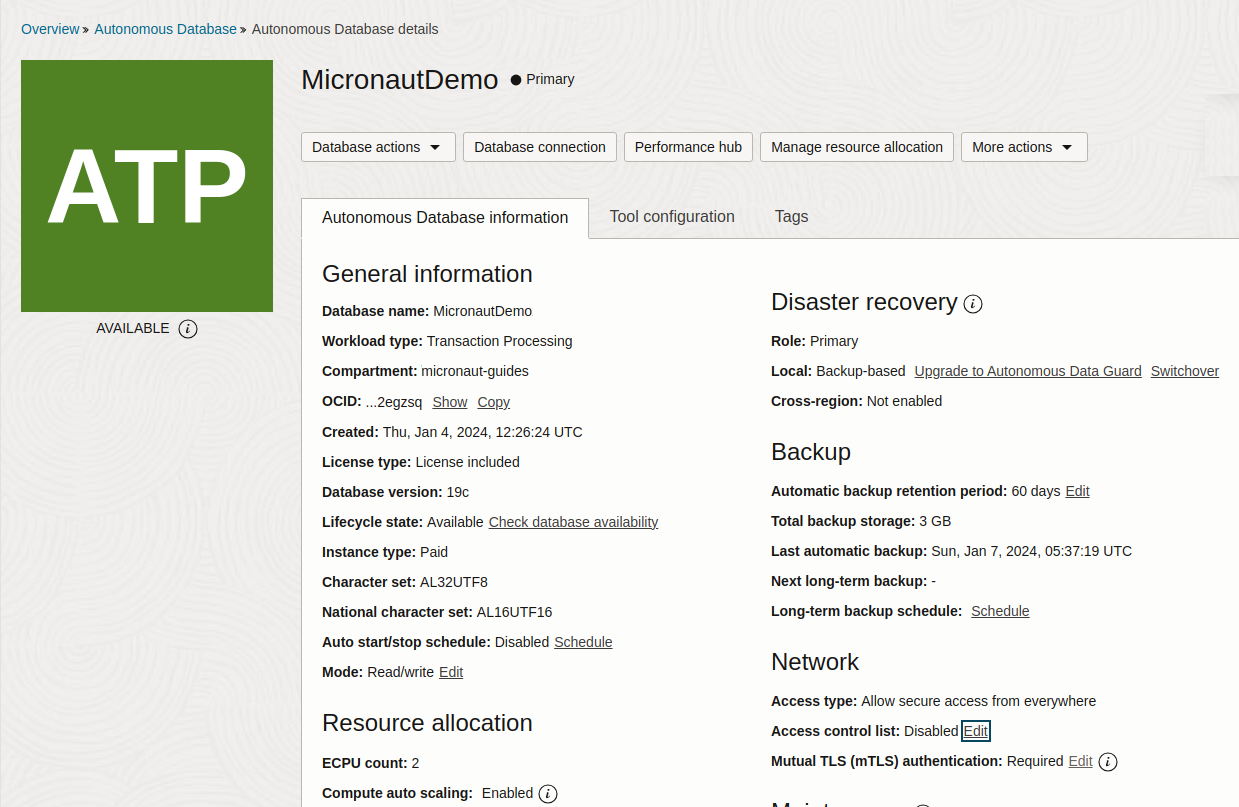 Overview » Autonomous Database » Autonomous Database details
ATP
AVAILABLE i
MicronautDemo ● Primary
Database actions Database connection Performance hub Manage resource allocation More actions
Autonomous Database information Tool configuration Tags
General information
Database name: MicronautDemo
Workload type: Transaction Processing
Compartment: micronaut-guides
OCID: ...2egzsq Show Copy
Created: Thu, Jan 4, 2024, 12:26:24 UTC
License type: License included
Database version: 19c
Lifecycle state: Available Check database availability
Instance type: Paid
Character set: AL32UTF8
National character set: AL16UTF16
Auto start/stop schedule: Disabled Schedule
Mode: Read/write Edit
Resource allocation
ECPU count: 2
Compute auto scaling: Enabled i
Disaster recovery i
Role: Primary
Local: Backup-based Upgrade to Autonomous Data Guard Switchover
Cross-region: Not enabled
Backup
Automatic backup retention period: 60 days Edit
Total backup storage: 3 GB
Last automatic backup: Sun, Jan 7, 2024, 05:37:19 UTC
Next long-term backup: -
Long-term backup schedule: Schedule
Network
Access type: Allow secure access from everywhere
Access control list: Disabled Edit
Mutual TLS (mTLS) authentication: Required Edit i